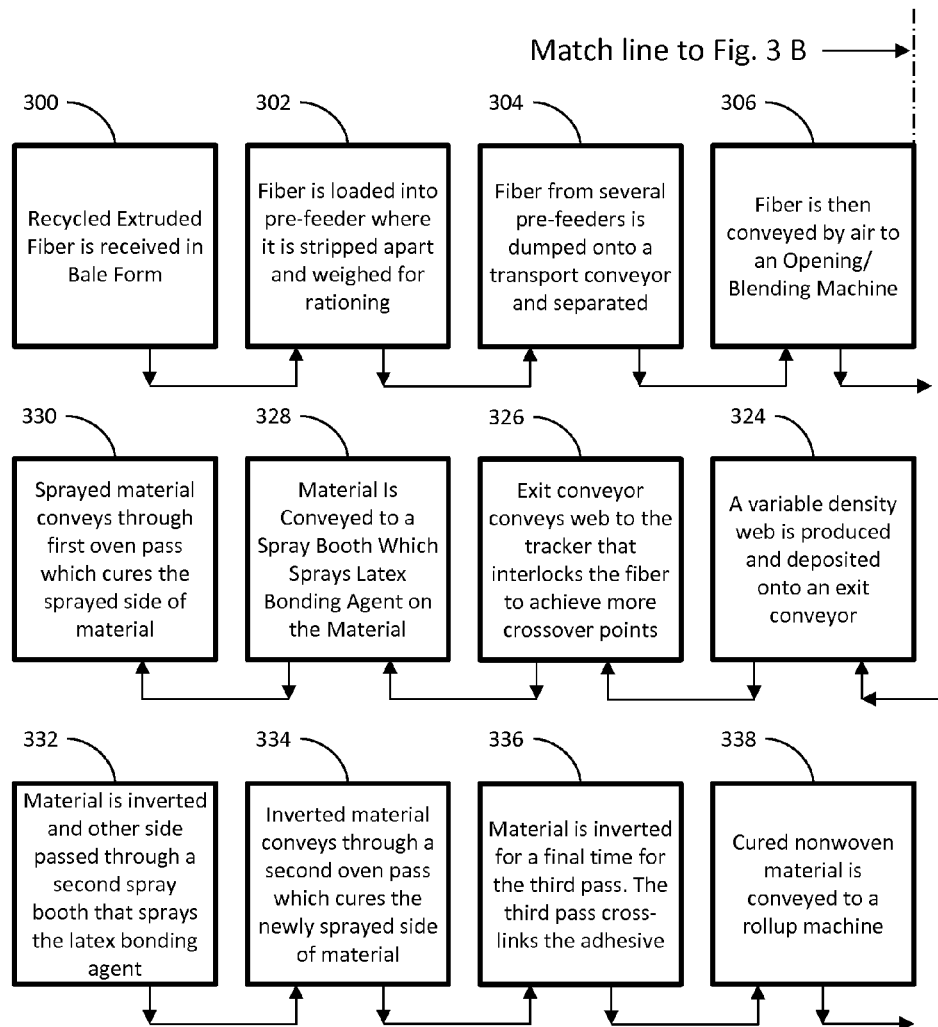 Match line to Fig. 3 B
300
Recycled Extruded
Fiber is received in
Bale Form
302
Fiber is loaded into
pre-feeder where
it is stripped apart
and weighed for
rationing
304
Fiber from several
pre-feeders is
dumped onto a
transport conveyor
and separated
306
Fiber is then
conveyed by air to
an Opening/
Blending Machine
330
Sprayed material
conveys through
first oven pass
which cures the
sprayed side of
material
328
Material Is
Conveyed to a
Spray Booth Which
Sprays Latex
Bonding Agent on
the Material
326
Exit conveyor
conveys web to the
tracker that
interlocks the fiber
to achieve more
crossover points
324
A variable density
web is produced
and deposited
onto an exit
conveyor
332
Material is inverted
and other side
passed through a
second spray
booth that sprays
the latex bonding
agent
334
Inverted material
conveys through a
second oven pass
which cures the
newly sprayed side
of material
336
Material is inverted
for a final time for
the third pass. The
third pass cross-
links the adhesive
338
Cured nonwoven
material is
conveyed to a
rollup machine